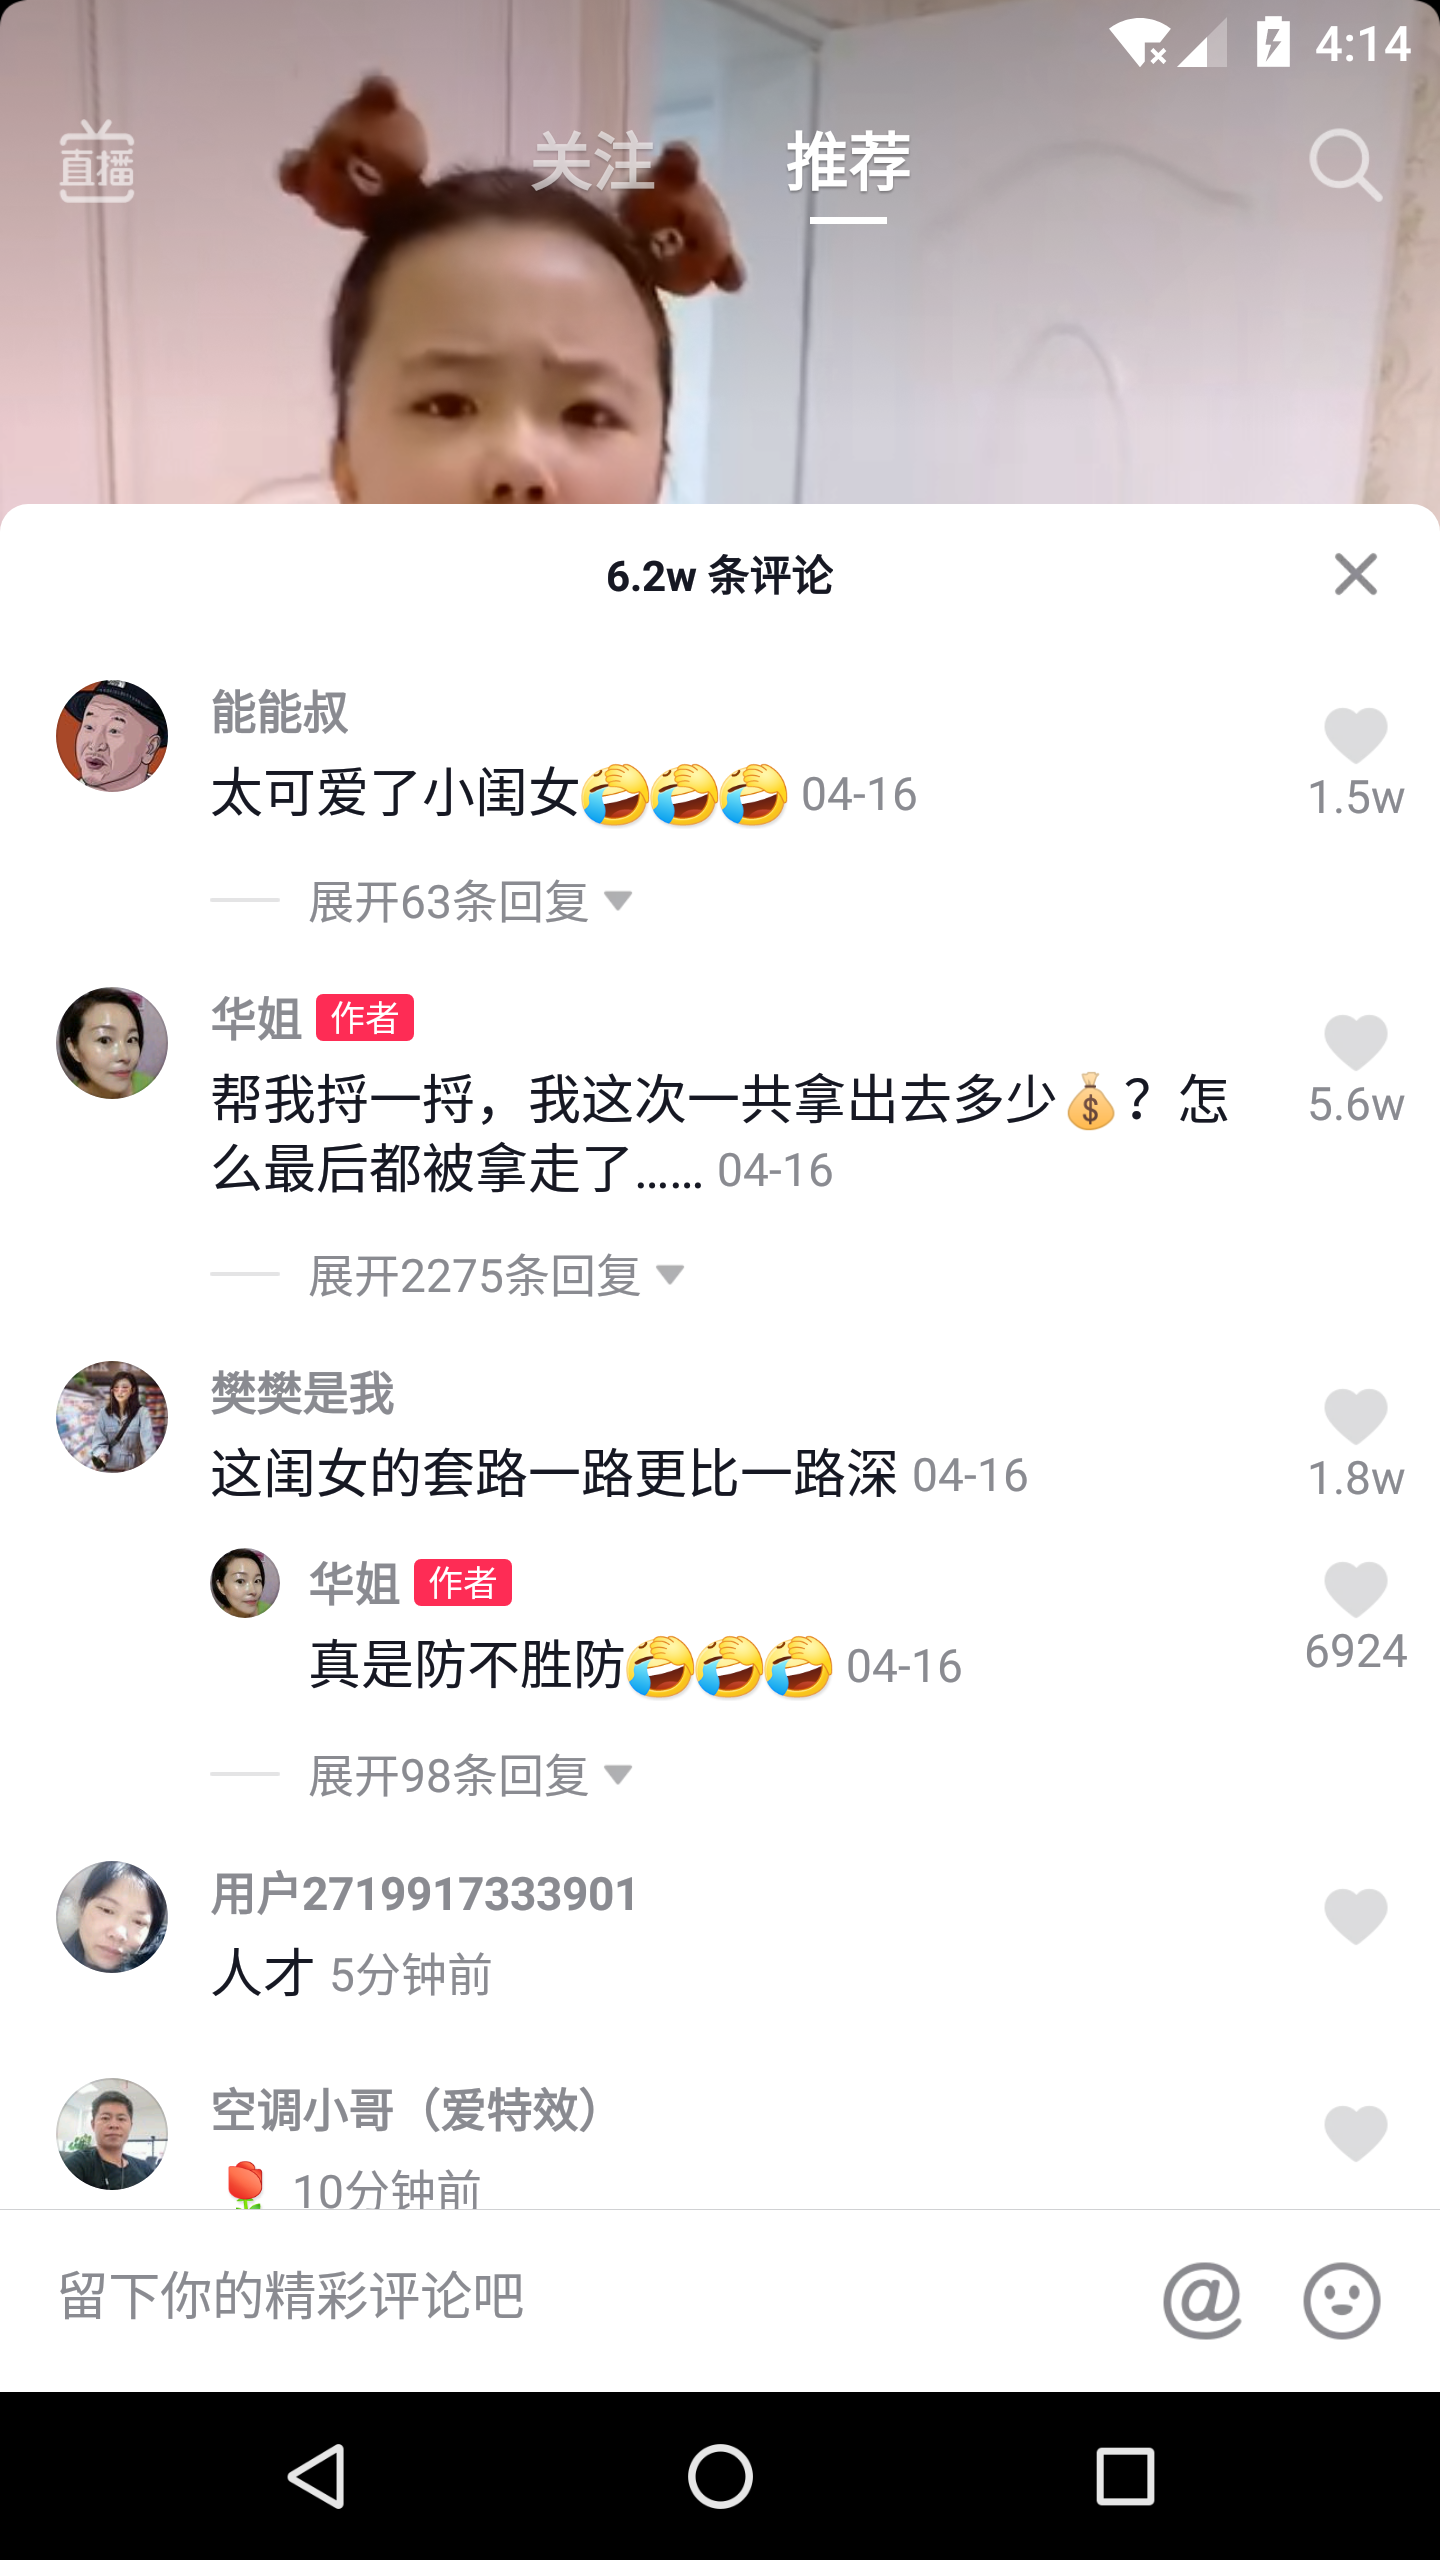 4:14
直播
关注
推荐
6.2w 条评论
能能叔
太可爱了小闺女🤣🤣🤣 04-16
1.5w
展开63条回复
华姐 作者
帮我捋一捋，我这次一共拿出去多少💰？怎
么最后都被拿走了…… 04-16
5.6w
展开2275条回复
樊樊是我
这闺女的套路一路更比一路深 04-16
1.8w
华姐 作者
真是防不胜防🤣🤣🤣 04-16
6924
展开98条回复
用户2719917333901
人才 5分钟前
空调小哥（爱特效）
🌹 10分钟前
留下你的精彩评论吧
@